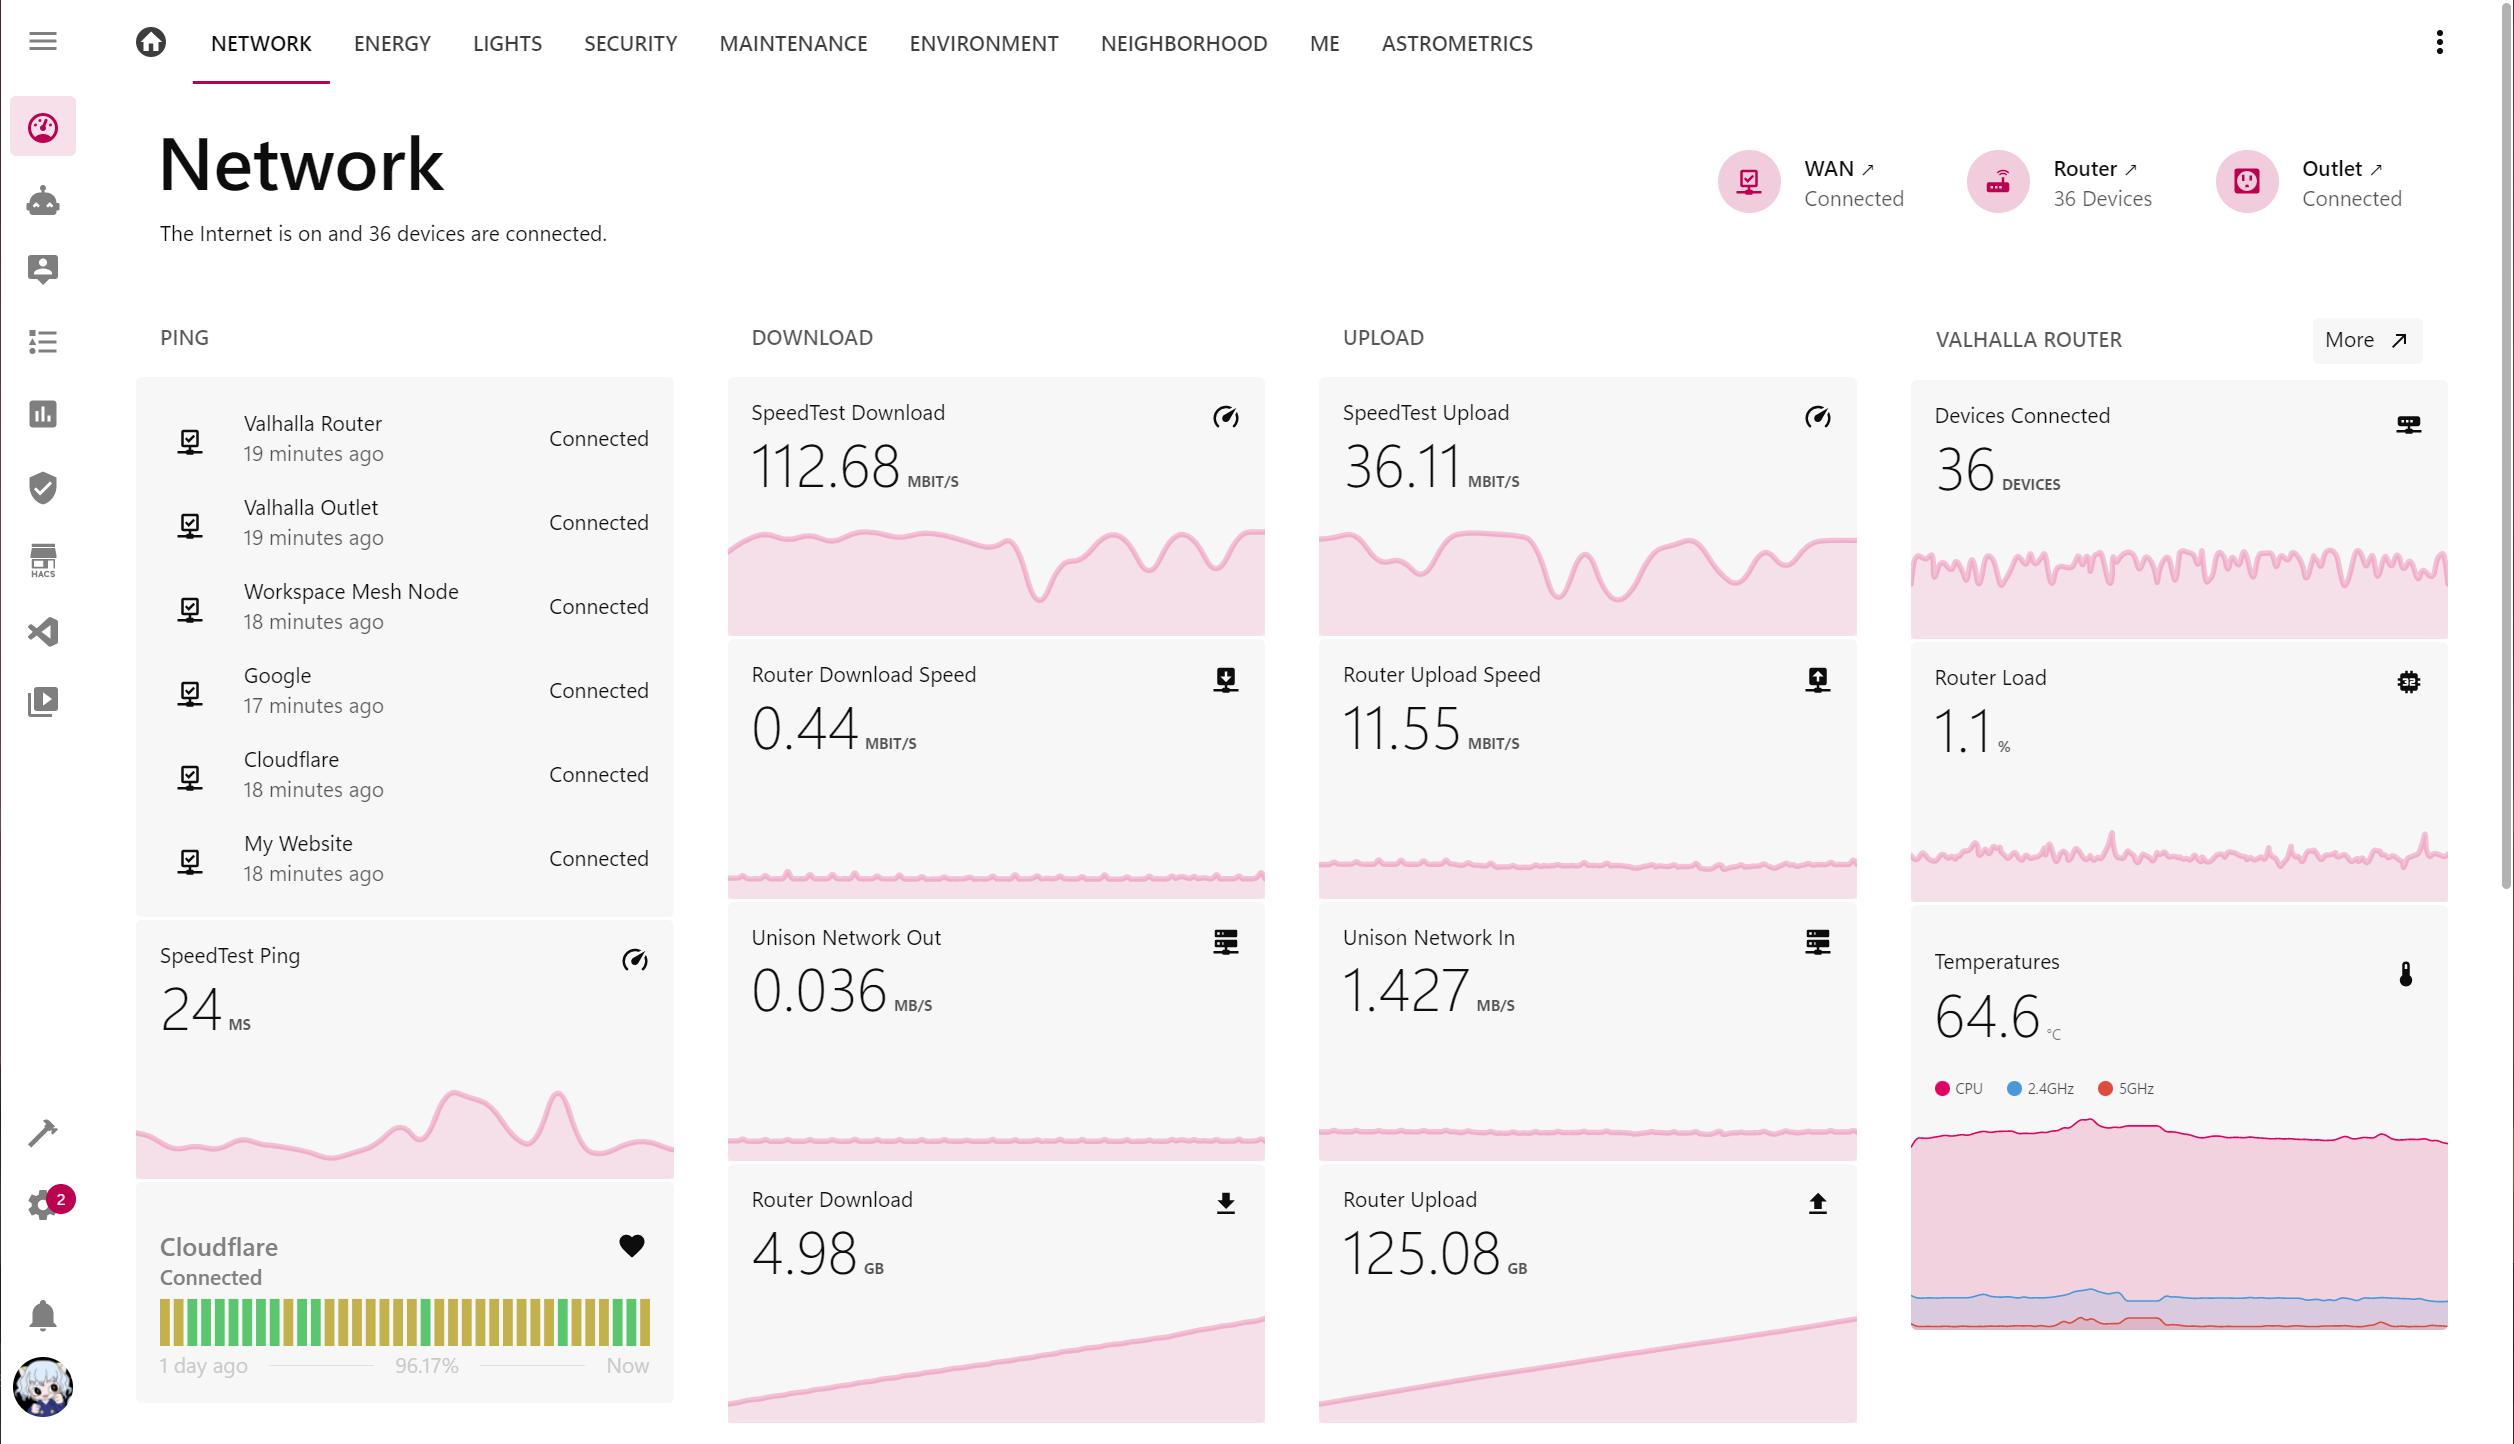 NETWORK
ENERGY
LIGHTS
SECURITY
MAINTENANCE
ENVIRONMENT
NEIGHBORHOOD
ME
ASTROMETRICS
HACS
2
Network
The Internet is on and 36 devices are connected.
WAN ↗
Connected
Router ↗
36 Devices
Outlet ↗
Connected
PING
Valhalla Router
19 minutes ago
Connected
Valhalla Outlet
19 minutes ago
Connected
Workspace Mesh Node
18 minutes ago
Connected
Google
17 minutes ago
Connected
Cloudflare
18 minutes ago
Connected
My Website
18 minutes ago
Connected
SpeedTest Ping
24 MS
Cloudflare
Connected
1 day ago
96.17%
Now
DOWNLOAD
SpeedTest Download
112.68 MBIT/S
Router Download Speed
0.44 MBIT/S
Unison Network Out
0.036 MB/S
Router Download
4.98 GB
UPLOAD
SpeedTest Upload
36.11 MBIT/S
Router Upload Speed
11.55 MBIT/S
Unison Network In
1.427 MB/S
Router Upload
125.08 GB
VALHALLA ROUTER
More
Devices Connected
36 DEVICES
Router Load
32
1.1 %
Temperatures
64.6 °C
CPU
2.4GHz
5GHz